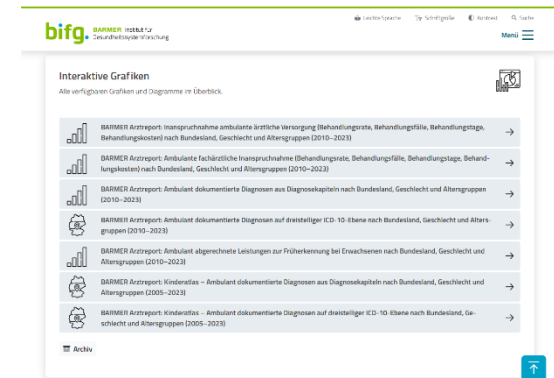 Leichte Sprache Schriftgröße Kontrast Suche
bifg. BARMER Institut für
Gesundheitssystemforschung
Menü
Interaktive Grafiken
Alle verfügbaren Grafiken und Diagramme im Überblick.
BARMER Arztreport: Inanspruchnahme ambulante ärztliche Versorgung (Behandlungsrate, Behandlungsfälle, Behandlungstage,
Behandlungskosten) nach Bundesland, Geschlecht und Altersgruppen (2010–2023)
BARMER Arztreport: Ambulante fachärztliche Inanspruchnahme (Behandlungsrate, Behandlungsfälle, Behandlungstage, Behand-
lungskosten) nach Bundesland, Geschlecht und Altersgruppen (2010–2023)
BARMER Arztreport: Ambulant dokumentierte Diagnosen aus Diagnosekapiteln nach Bundesland, Geschlecht und Altersgruppen
(2010–2023)
BARMER Arztreport: Ambulant dokumentierte Diagnosen auf dreistelliger ICD-10-Ebene nach Bundesland, Geschlecht und Alters-
gruppen (2010–2023)
BARMER Arztreport: Ambulant abgerechnete Leistungen zur Früherkennung bei Erwachsenen nach Bundesland, Geschlecht und
Altersgruppen (2010–2023)
BARMER Arztreport: Kinderatlas – Ambulant dokumentierte Diagnosen aus Diagnosekapiteln nach Bundesland, Geschlecht und
Altersgruppen (2005–2023)
BARMER Arztreport: Kinderatlas – Ambulant dokumentierte Diagnosen auf dreistelliger ICD-10-Ebene nach Bundesland, Ge-
schlecht und Altersgruppen (2005–2023)
Archiv